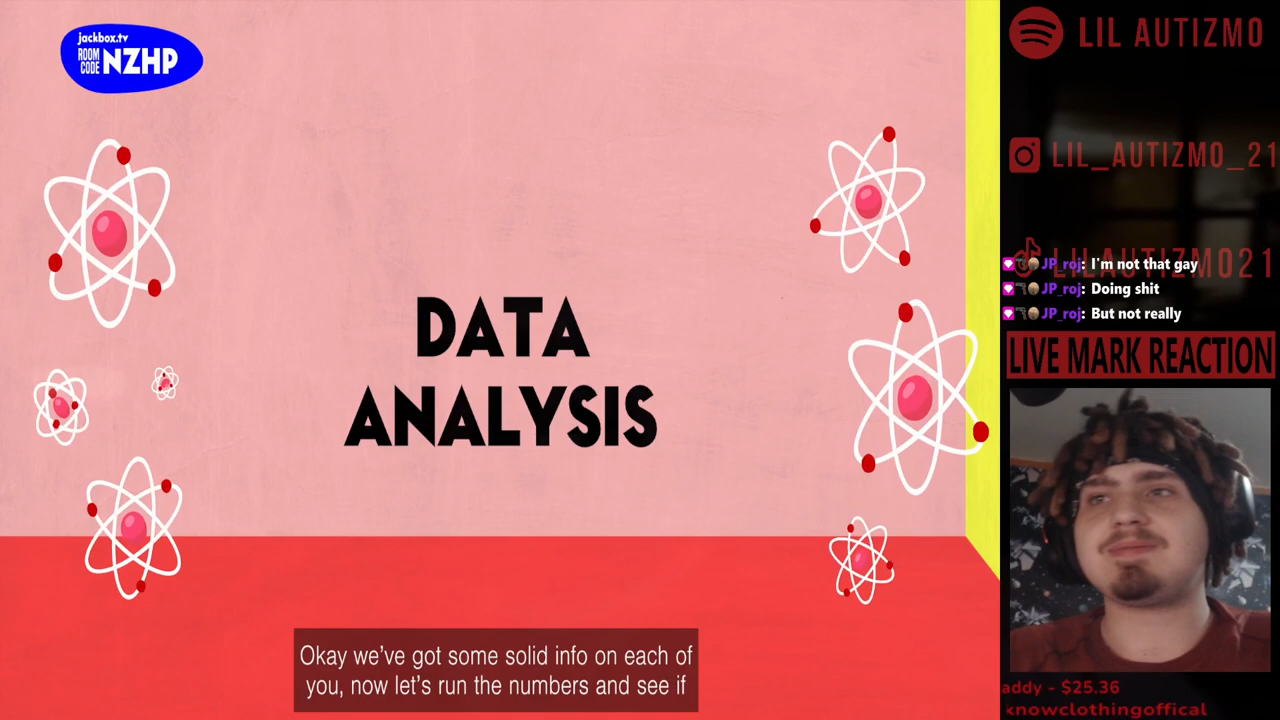 jackbox.tv
ROOM CODE NZHP
DATA
ANALYSIS
Okay we've got some solid info on each of
you, now let's run the numbers and see if
LIL AUTIZMO
LIL_AUTIZMO_21
LILAUTIZMO21
JP_roj: I'm not that gay
JP_roj: Doing shit
JP_roj: But not really
LIVE MARK REACTION
addy - $25.36
knowclothingoffical